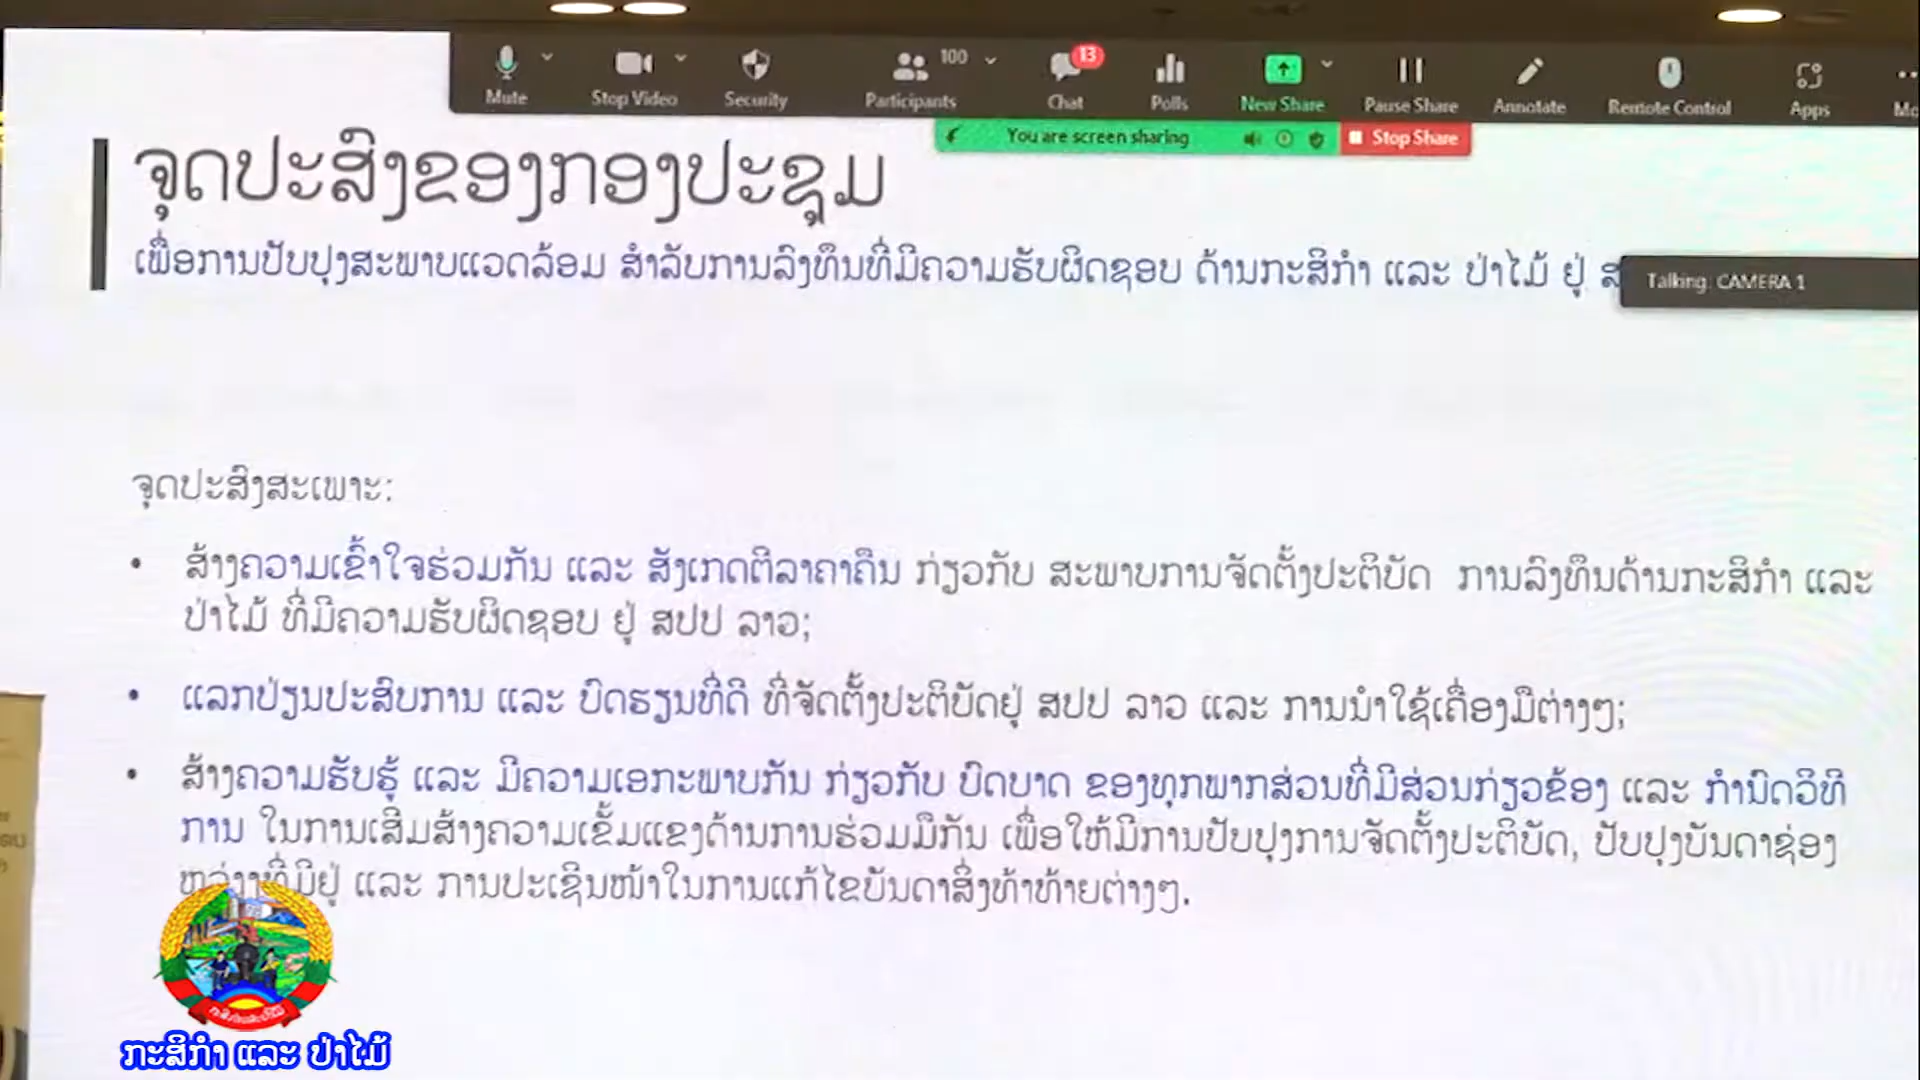 Mute
Stop Video
Security
Participants
100
Chat
13
Polls
New Share
Pause Share
Annotate
Remote Control
Apps
You are screen sharing
Stop Share
ຈຸດປະສົງຂອງກອງປະຊຸມ
ເພື່ອການປັບປຸງສະພາບແວດລ້ອມ ສຳລັບການລົງທຶນທີ່ມີຄວາມຮັບຜິດຊອບ ດ້ານກະສິກຳ ແລະ ປ່າໄມ້ ຢູ່ ສ
Talking: CAMERA 1
ຈຸດປະສົງສະເພາະ:
• ສ້າງຄວາມເຂົ້າໃຈຮ່ວມກັນ ແລະ ສັງເກດຕີລາຄາຄືນ ກ່ຽວກັບ ສະພາບການຈັດຕັ້ງປະຕິບັດ ການລົງທຶນດ້ານກະສິກຳ ແລະ
ປ່າໄມ້ ທີ່ມີຄວາມຮັບຜິດຊອບ ຢູ່ ສປປ ລາວ;
• ແລກປ່ຽນປະສົບການ ແລະ ບົດຮຽນທີ່ດີ ທີ່ຈັດຕັ້ງປະຕິບັດຢູ່ ສປປ ລາວ ແລະ ການນຳໃຊ້ເຄື່ອງມືຕ່າງໆ;
• ສ້າງຄວາມຮັບຮູ້ ແລະ ມີຄວາມເອກະພາບກັນ ກ່ຽວກັບ ບົດບາດ ຂອງທຸກພາກສ່ວນທີ່ມີສ່ວນກ່ຽວຂ້ອງ ແລະ ກຳນົດວິທີ
ການ ໃນການເສີມສ້າງຄວາມເຂັ້ມແຂງດ້ານການຮ່ວມມືກັນ ເພື່ອໃຫ້ມີການປັບປຸງການຈັດຕັ້ງປະຕິບັດ, ປັບປຸງບັນດາຊ່ອງ
ຫວ່າງທີ່ມີຢູ່ ແລະ ການປະເຊີນໜ້າໃນການແກ້ໄຂບັນດາສິ່ງທ້າທ້າຍຕ່າງໆ.
ກະສິກຳ ແລະ ປ່າໄມ້